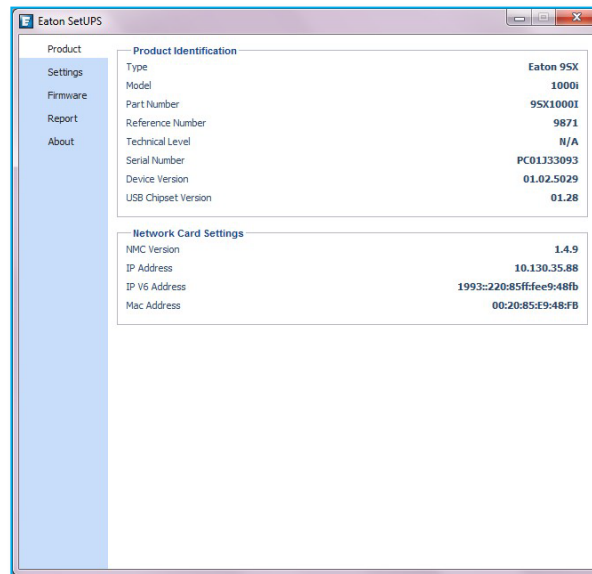 Eaton SetUPS
Product
Settings
Firmware
Report
About
Product Identification
Type Eaton 9SX
Model 1000i
Part Number 9SX1000I
Reference Number 9871
Technical Level N/A
Serial Number PC01J33093
Device Version 01.02.5029
USB Chipset Version 01.28
Network Card Settings
NMC Version 1.4.9
IP Address 10.130.35.88
IP V6 Address 1993::220:85ff:fee9:48fb
Mac Address 00:20:85:E9:48:FB